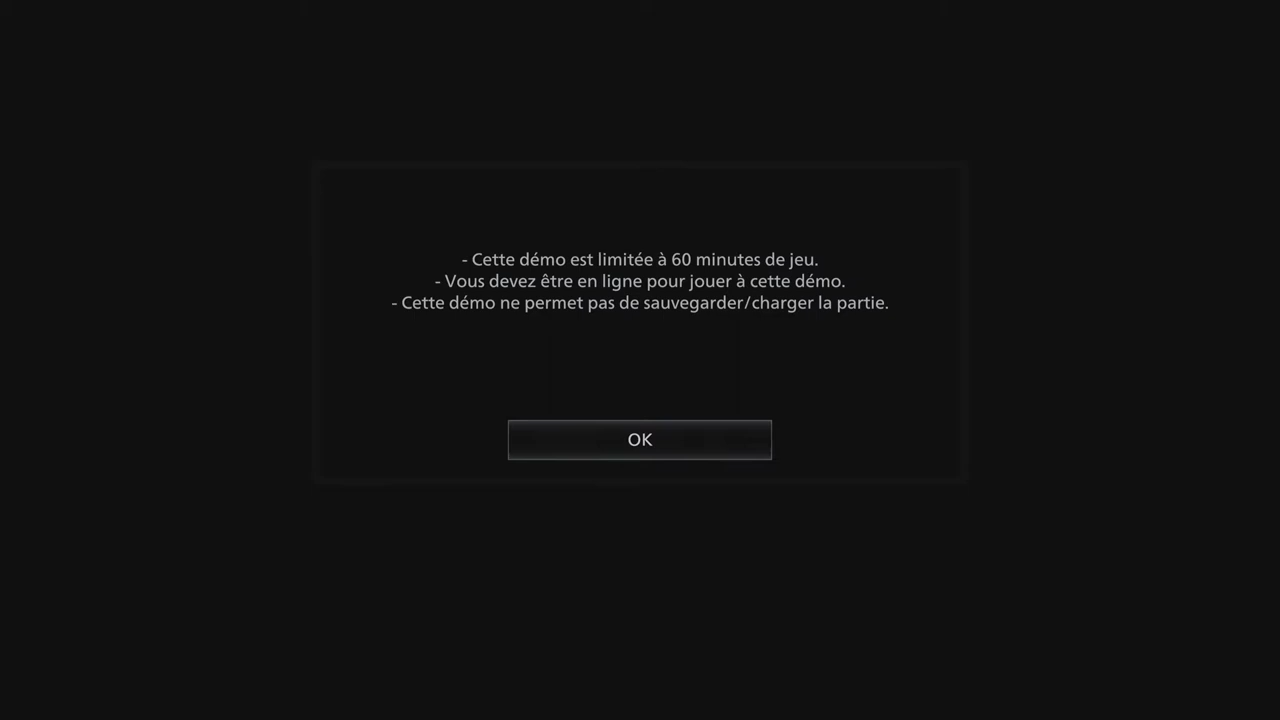 - Cette démo est limitée à 60 minutes de jeu.
- Vous devez être en ligne pour jouer à cette démo.
- Cette démo ne permet pas de sauvegarder/charger la partie.
OK